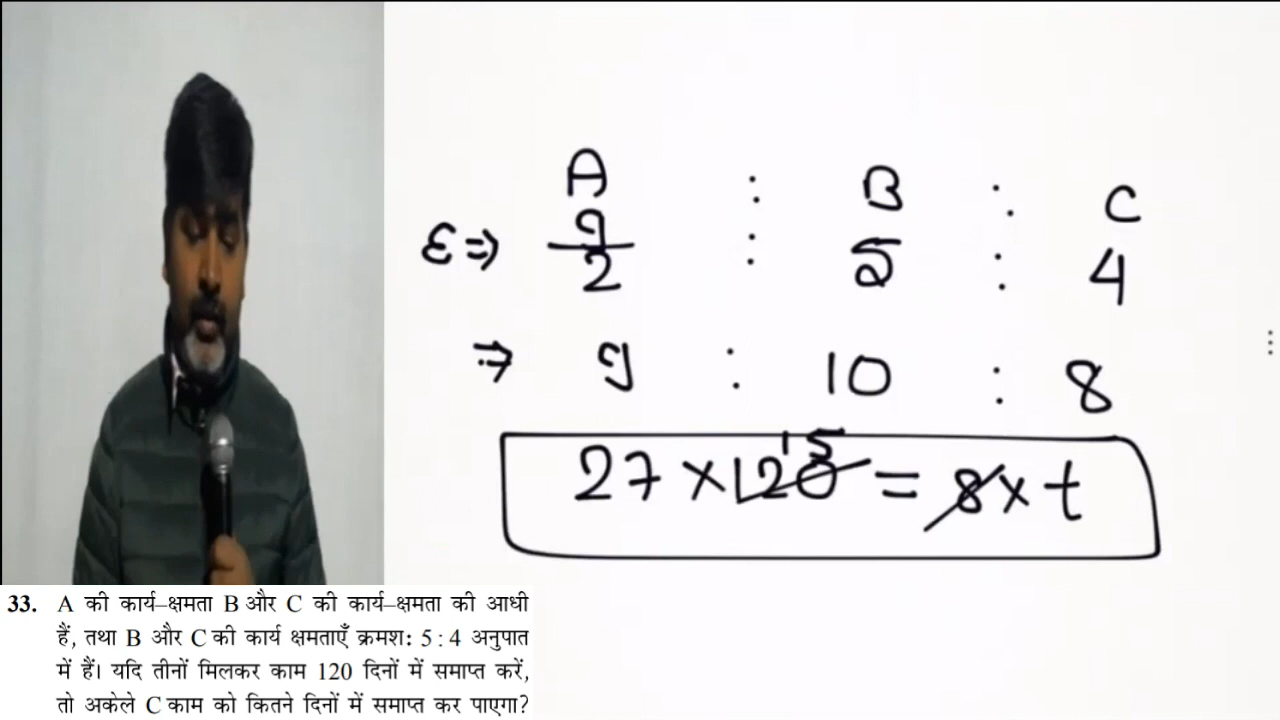 A : B : C
ε ⇒ 9/2 : 5 : 4
⇒ 9 : 10 : 8
15
27 × 120 = 8 × t
33. A की कार्य–क्षमता B और C की कार्य–क्षमता की आधी
हैं, तथा B और C की कार्य क्षमताएँ क्रमश: 5 : 4 अनुपात
में हैं। यदि तीनों मिलकर काम 120 दिनों में समाप्त करें,
तो अकेले C काम को कितने दिनों में समाप्त कर पाएगा?